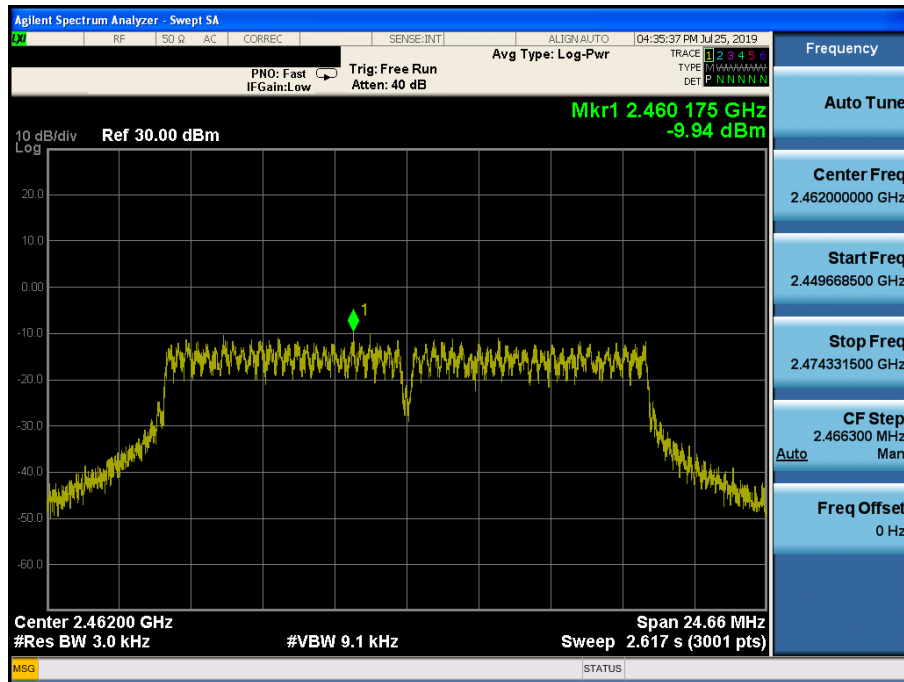 Agilent Spectrum Analyzer - Swept SA
LXI RF 50 Ω AC CORREC SENSE:INT ALIGN AUTO 04:35:37 PM Jul 25, 2019
PNO: Fast
IFGain:Low
Trig: Free Run
Atten: 40 dB
Avg Type: Log-Pwr
TRACE 1 2 3 4 5 6
TYPE MWWWWW
DET P N N N N N
Mkr1 2.460 175 GHz
-9.94 dBm
10 dB/div
Log
Ref 30.00 dBm
20.0
10.0
0.00
-10.0
-20.0
-30.0
-40.0
-50.0
-60.0
1
Center 2.46200 GHz
#Res BW 3.0 kHz
#VBW 9.1 kHz
Span 24.66 MHz
Sweep 2.617 s (3001 pts)
MSG
STATUS
Frequency
Auto Tune
Center Freq
2.462000000 GHz
Start Freq
2.449668500 GHz
Stop Freq
2.474331500 GHz
CF Step
2.466300 MHz
Auto Man
Freq Offset
0 Hz